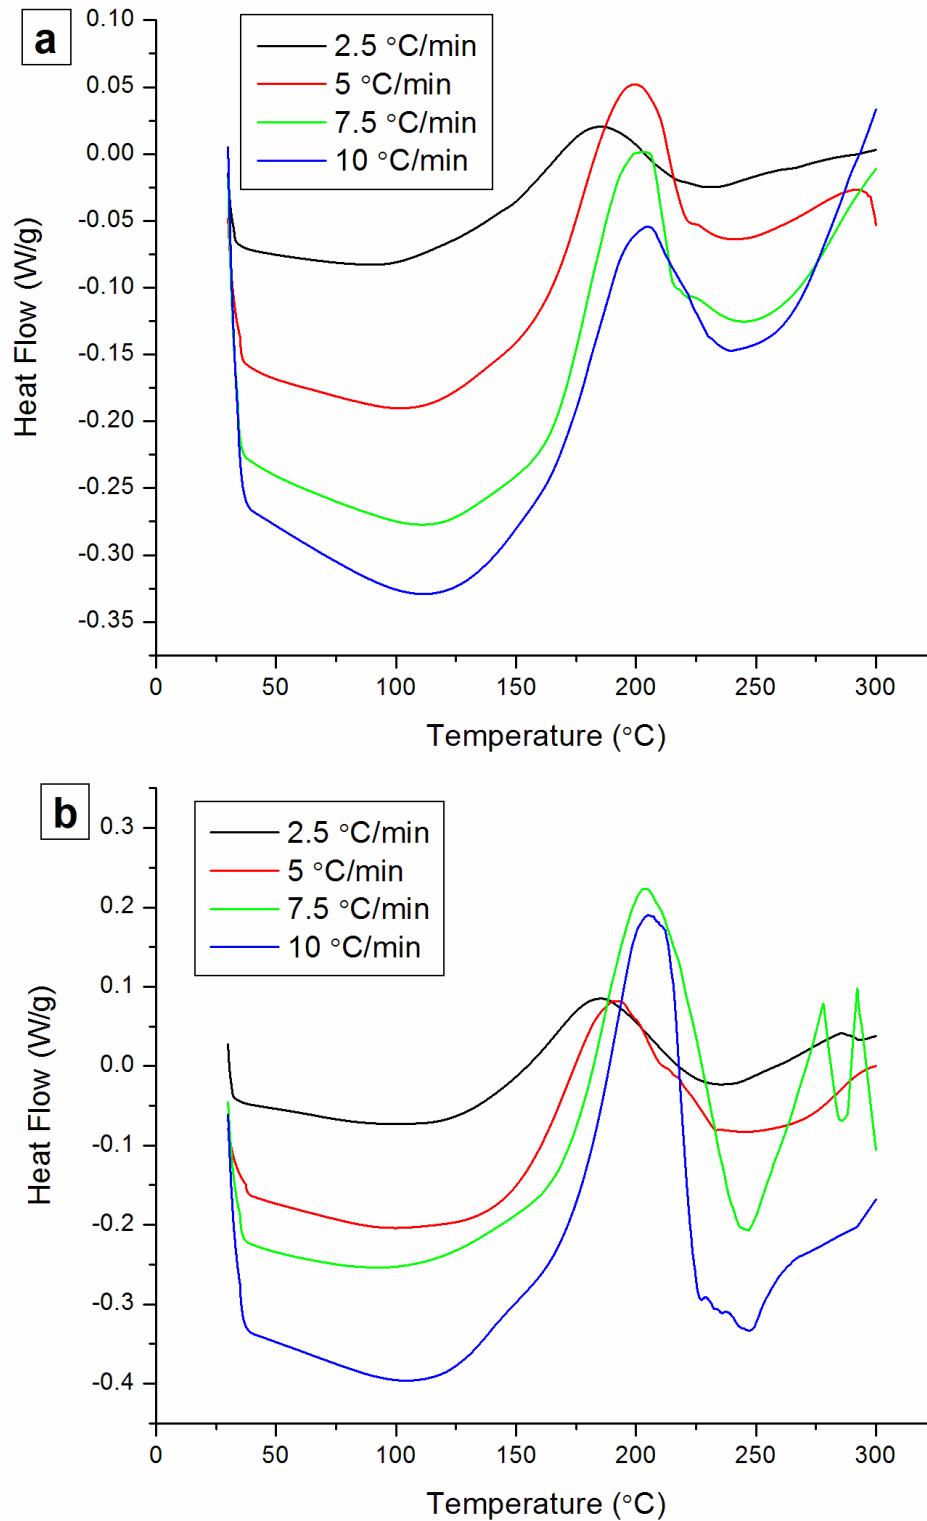 a
2.5 °C/min
5 °C/min
7.5 °C/min
10 °C/min
0.10
0.05
0.00
-0.05
-0.10
-0.15
-0.20
-0.25
-0.30
-0.35
Heat Flow (W/g)
0 50 100 150 200 250 300
Temperature (°C)
b
2.5 °C/min
5 °C/min
7.5 °C/min
10 °C/min
0.3
0.2
0.1
0.0
-0.1
-0.2
-0.3
-0.4
Heat Flow (W/g)
0 50 100 150 200 250 300
Temperature (°C)